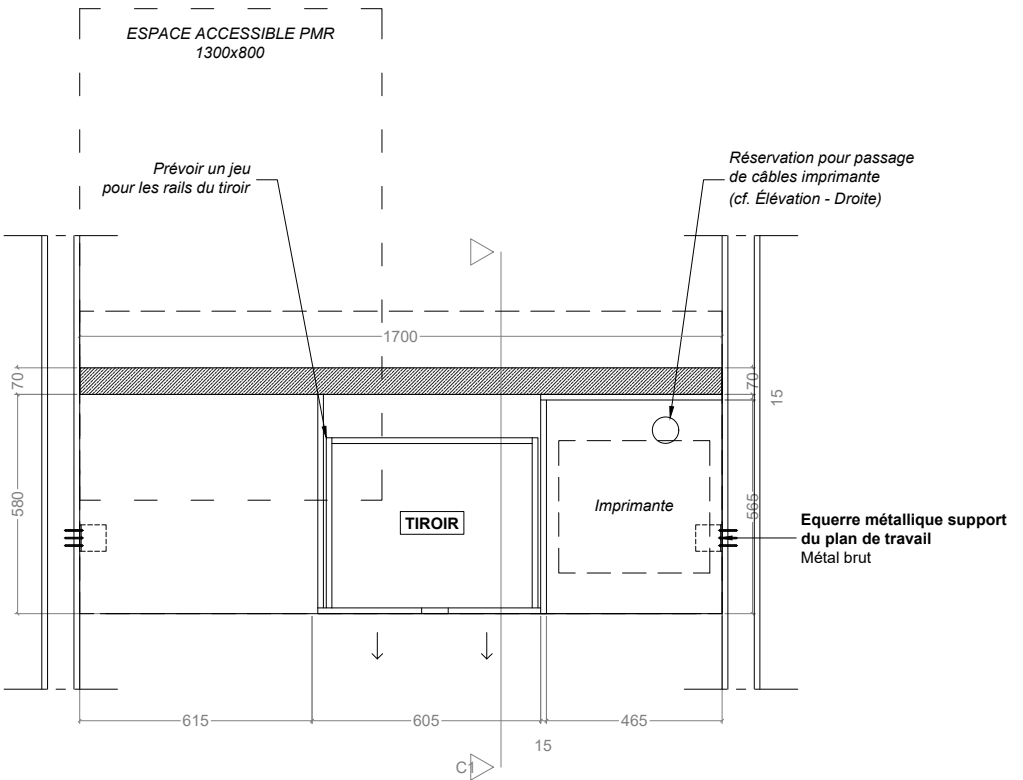 ESPACE ACCESSIBLE PMR
1300x800
Prévoir un jeu
pour les rails du tiroir
Réservation pour passage
de câbles imprimante
(cf. Élévation - Droite)
1700
70
70
15
580
565
Imprimante
TIROIR
Equerre métallique support
du plan de travail
Métal brut
615
605
465
15
C1